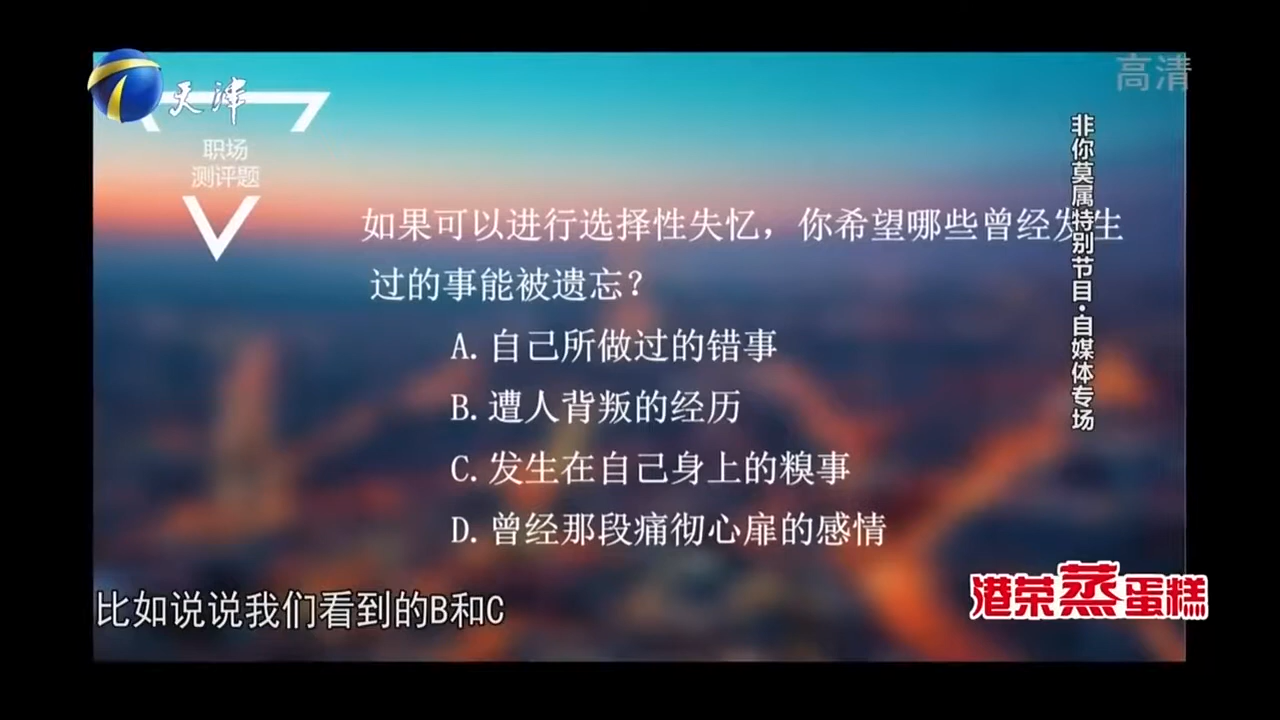 天津
高清
职场
测评题
非你莫属特别节目·自媒体专场
如果可以进行选择性失忆，你希望哪些曾经发生
过的事能被遗忘？
A.自己所做过的错事
B.遭人背叛的经历
C.发生在自己身上的糗事
D.曾经那段痛彻心扉的感情
港荣蒸蛋糕
比如说说我们看到的B和C